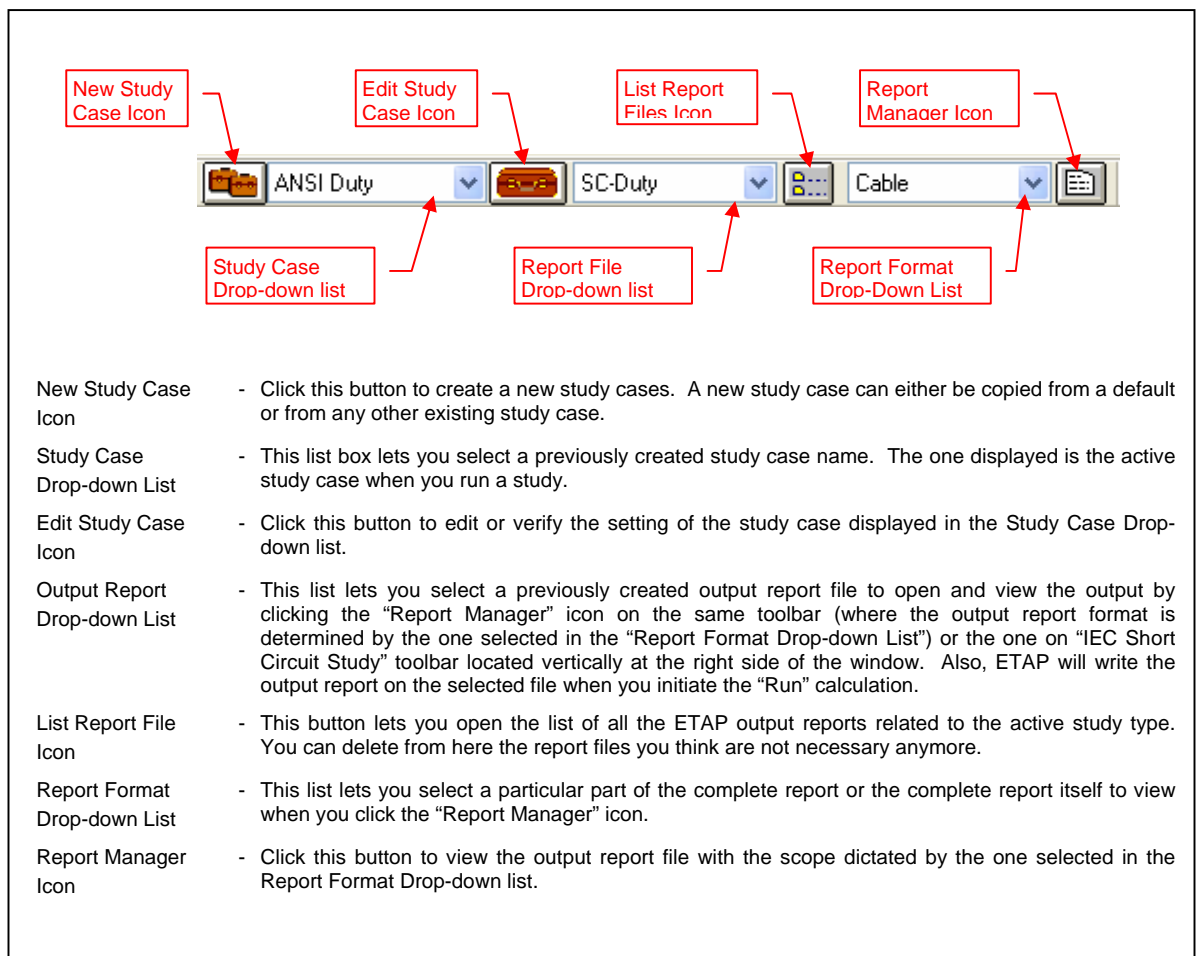 New Study
Case Icon
Edit Study
Case Icon
List Report
Files Icon
Report
Manager Icon
ANSI Duty
SC-Duty
Cable
Study Case
Drop-down list
Report File
Drop-down list
Report Format
Drop-Down List
New Study Case
Icon
- Click this button to create a new study cases. A new study case can either be copied from a default
or from any other existing study case.
Study Case
Drop-down List
- This list box lets you select a previously created study case name. The one displayed is the active
study case when you run a study.
Edit Study Case
Icon
- Click this button to edit or verify the setting of the study case displayed in the Study Case Drop-
down list.
Output Report
Drop-down List
- This list lets you select a previously created output report file to open and view the output by
clicking the “Report Manager” icon on the same toolbar (where the output report format is
determined by the one selected in the “Report Format Drop-down List”) or the one on “IEC Short
Circuit Study” toolbar located vertically at the right side of the window. Also, ETAP will write the
output report on the selected file when you initiate the “Run” calculation.
List Report File
Icon
- This button lets you open the list of all the ETAP output reports related to the active study type.
You can delete from here the report files you think are not necessary anymore.
Report Format
Drop-down List
- This list lets you select a particular part of the complete report or the complete report itself to view
when you click the “Report Manager” icon.
Report Manager
Icon
- Click this button to view the output report file with the scope dictated by the one selected in the
Report Format Drop-down list.